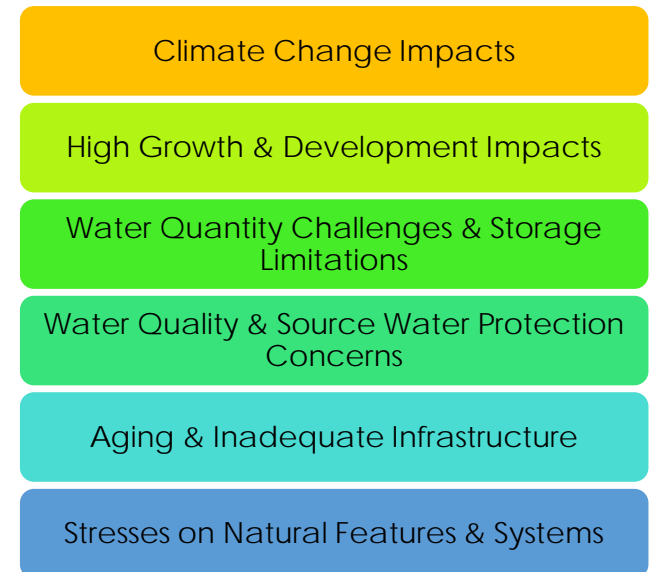 Climate Change Impacts
High Growth & Development Impacts
Water Quantity Challenges & Storage
Limitations
Water Quality & Source Water Protection
Concerns
Aging & Inadequate Infrastructure
Stresses on Natural Features & Systems